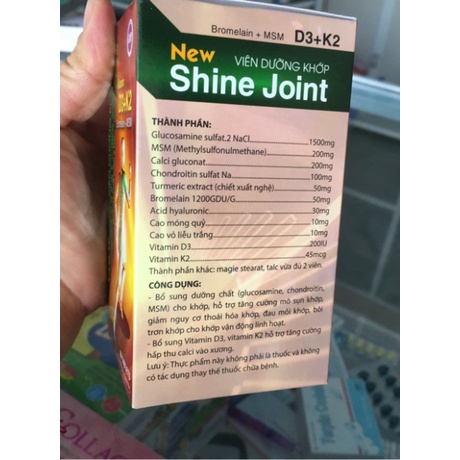 Bromelain + MSM D3+K2
New VIÊN DƯỠNG KHỚP
Shine Joint
THÀNH PHẦN:
Glucosamine sulfat.2 NaCl 1500mg
MSM (Methylsulfonulmethane) 200mg
Calci gluconat 200mg
Chondroitin sulfat Na 100mg
Turmeric extract (chiết xuất nghệ) 50mg
Bromelain 1200GDU/G 50mg
Acid hyaluronic 30mg
Cao móng quỷ 10mg
Cao vỏ liễu trắng 10mg
Vitamin D3 200IU
Vitamin K2 45mcg
Thành phần khác: magie stearat, talc vừa đủ 2 viên.
CÔNG DỤNG:
- Bổ sung dưỡng chất (glucosamine, chondroitin,
MSM) cho khớp, hỗ trợ tăng cường mô sụn khớp,
giảm nguy cơ thoái hóa khớp, đau mỏi khớp, bôi
trơn khớp cho khớp vận động linh hoạt.
- Bổ sung Vitamin D3, vitamin K2 hỗ trợ tăng cường
hấp thu calci vào xương.
Lưu ý: Thực phẩm này không phải là thuốc và không
có tác dụng thay thế thuốc chữa bệnh.
D3+K2
COLLAG